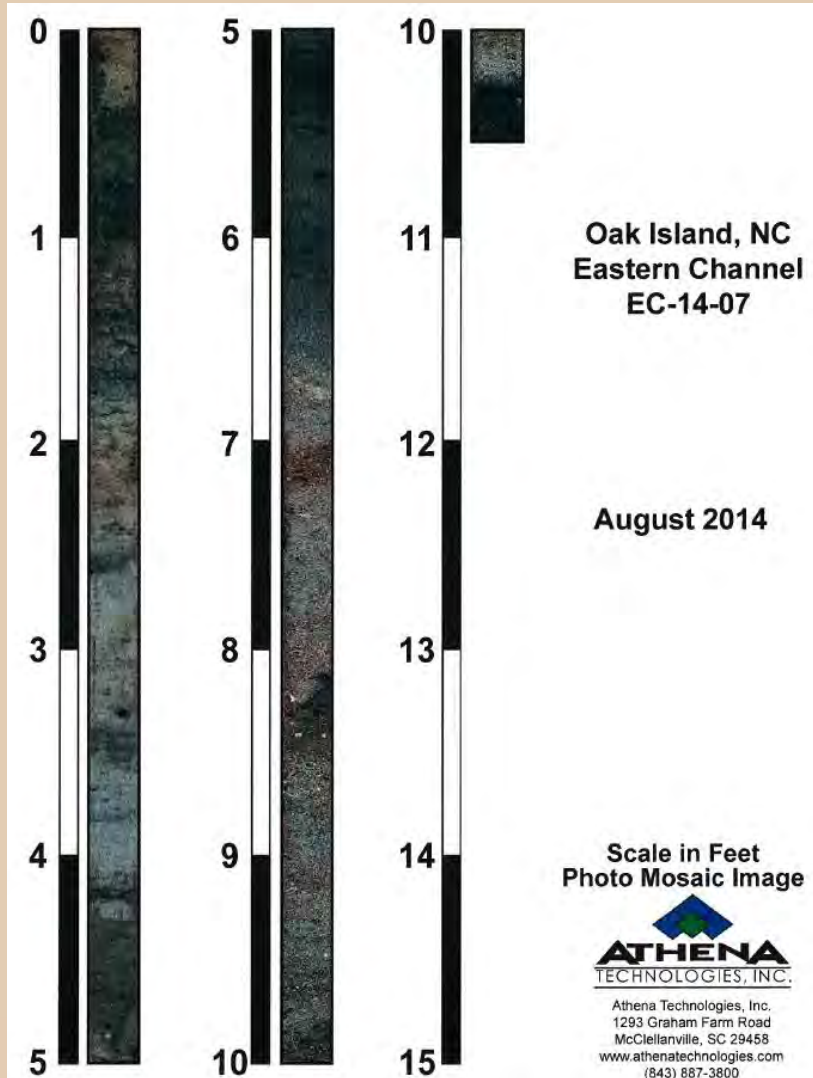 0
1
2
3
4
5
5
6
7
8
9
10
10
11
12
13
14
15
Oak Island, NC
Eastern Channel
EC-14-07
August 2014
Scale in Feet
Photo Mosaic Image
ATHENA
TECHNOLOGIES, INC.
Athena Technologies, Inc.
1293 Graham Farm Road
McClellanville, SC 29458
www.athenatechnologies.com
(843) 887-3800